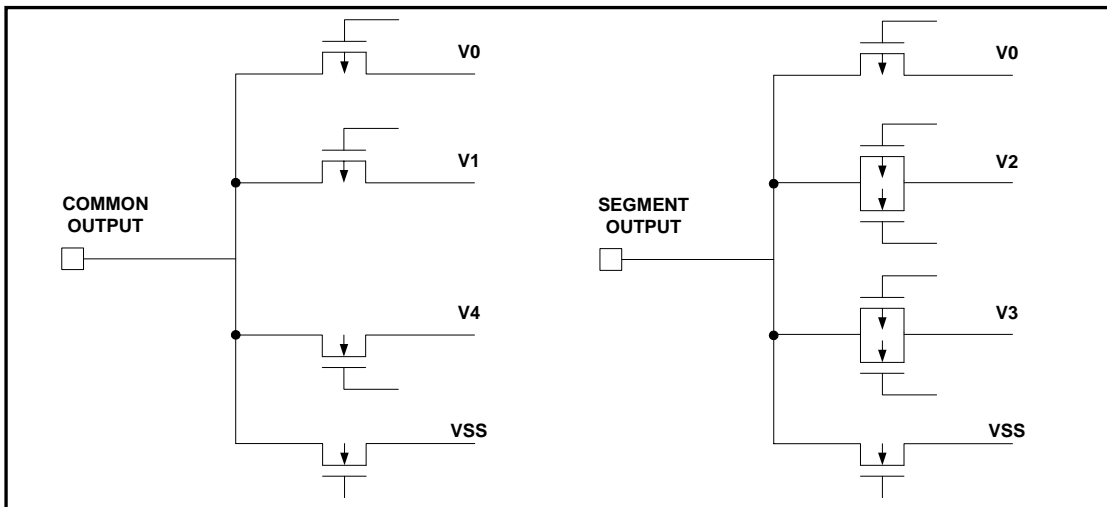 V0
V1
COMMON
OUTPUT
V4
VSS
V0
V2
SEGMENT
OUTPUT
V3
VSS